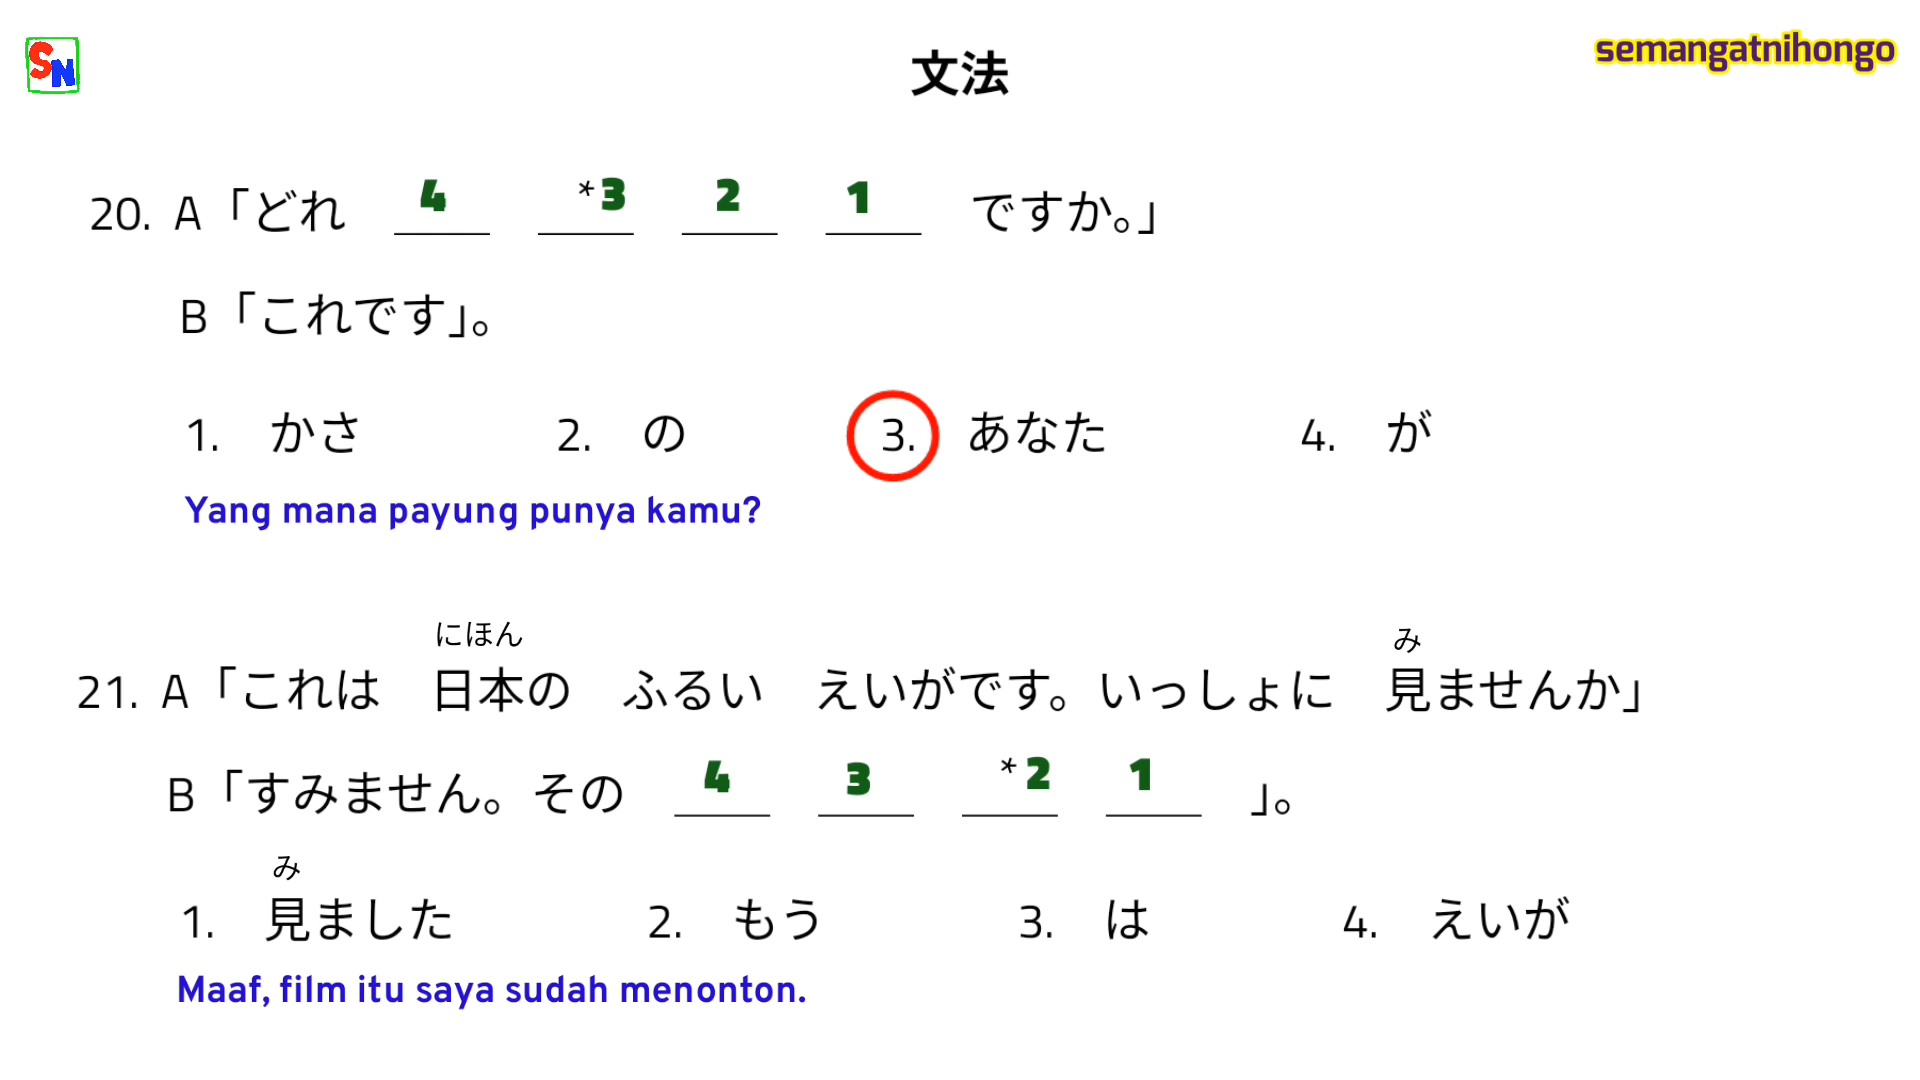 SN
文法
semangatnihongo
20. A「どれ 4 *3 2 1 ですか。」
B「これです」。
1. かさ 2. の 3. あなた 4. が
Yang mana payung punya kamu?
にほん み
21. A「これは 日本の ふるい えいがです。いっしょに 見ませんか」
B「すみません。その 4 3 *2 1 」。
み
1. 見ました 2. もう 3. は 4. えいが
Maaf, film itu saya sudah menonton.